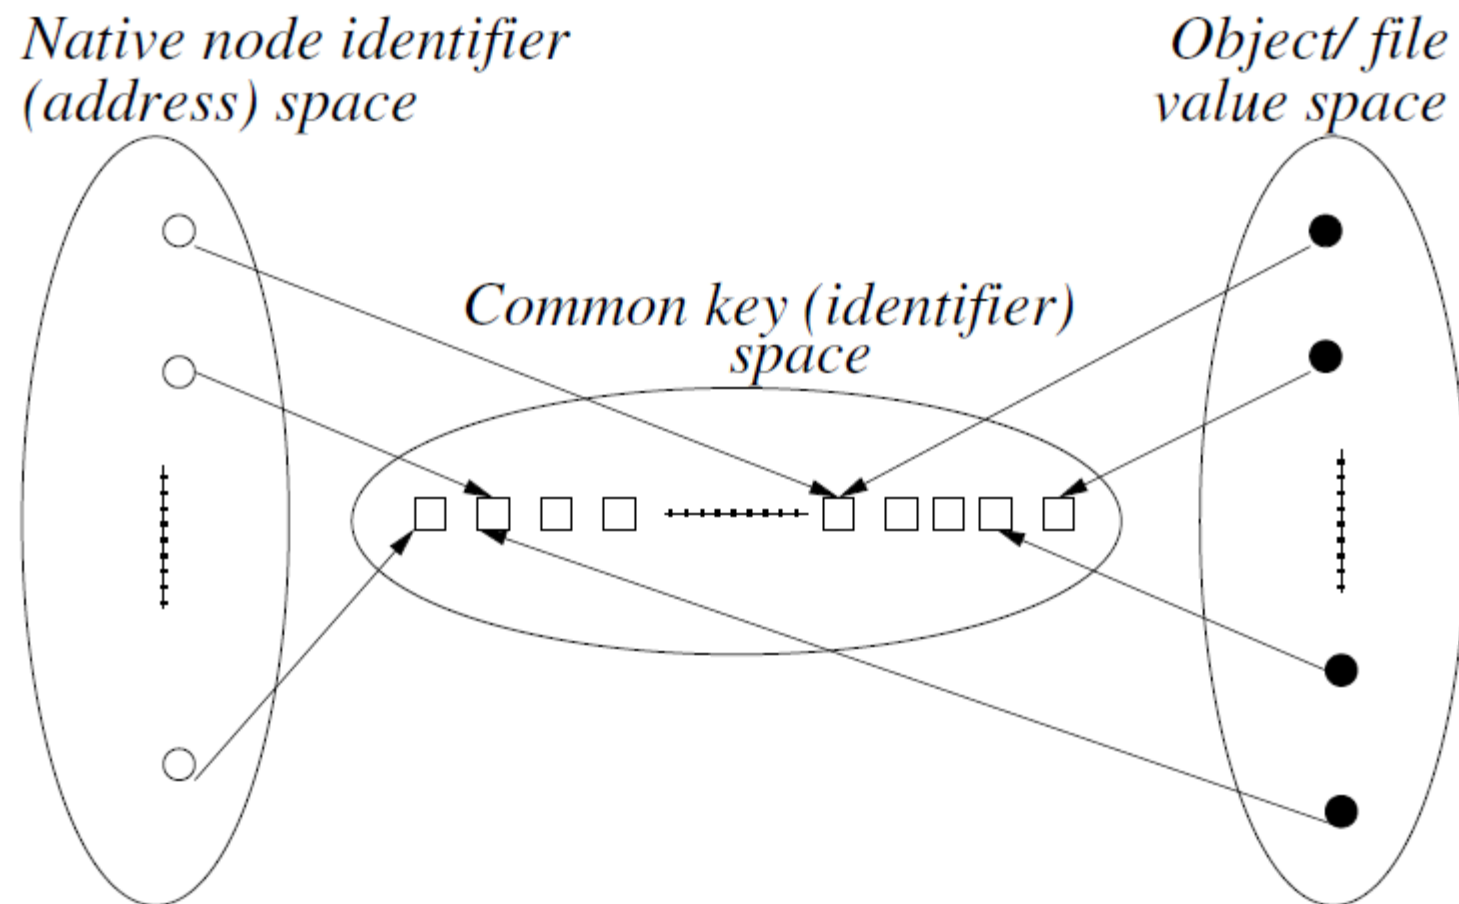 Native node identifier
(address) space
Object/ file
value space
Common key (identifier)
space